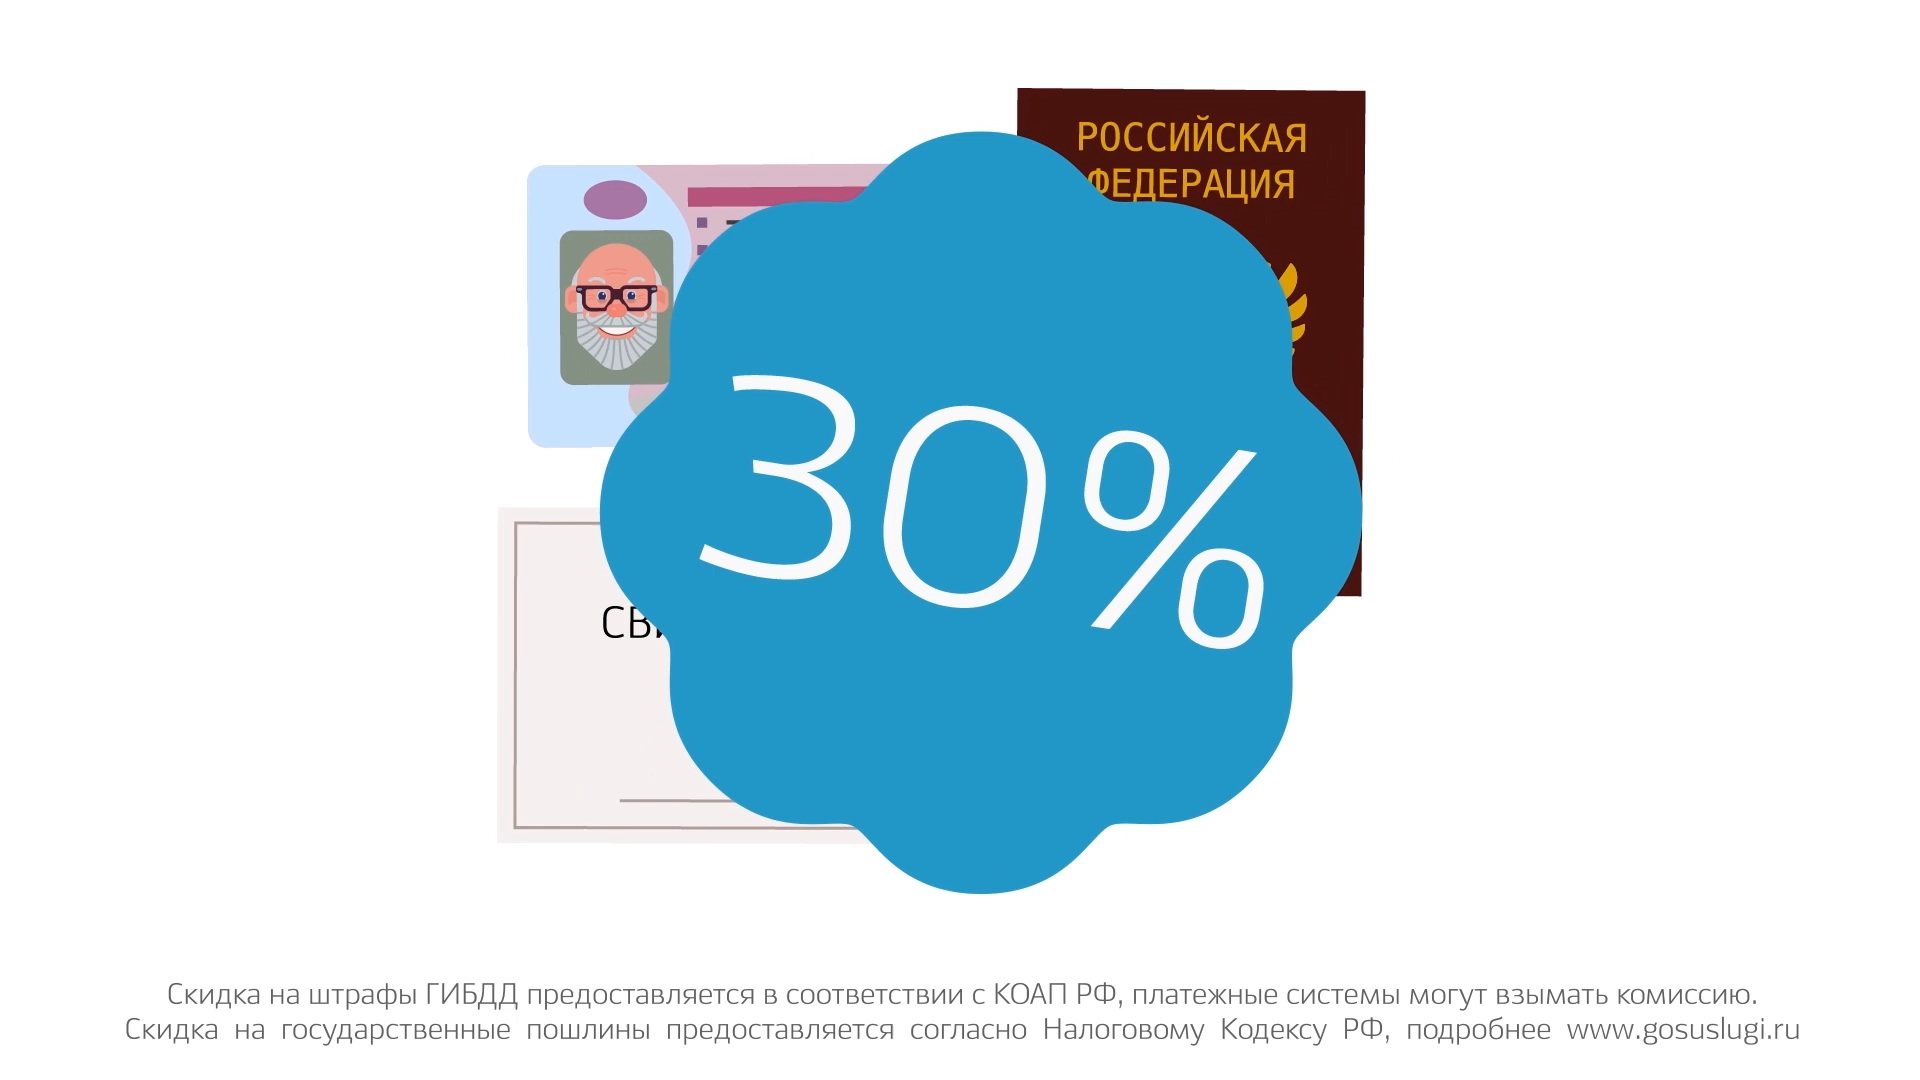 РОССИЙСКАЯ
ФЕДЕРАЦИЯ
30%
Скидка на штрафы ГИБДД предоставляется в соответствии с КОАП РФ, платежные системы могут взымать комиссию.
Скидка на государственные пошлины предоставляется согласно Налоговому Кодексу РФ, подробнее www.gosuslugi.ru